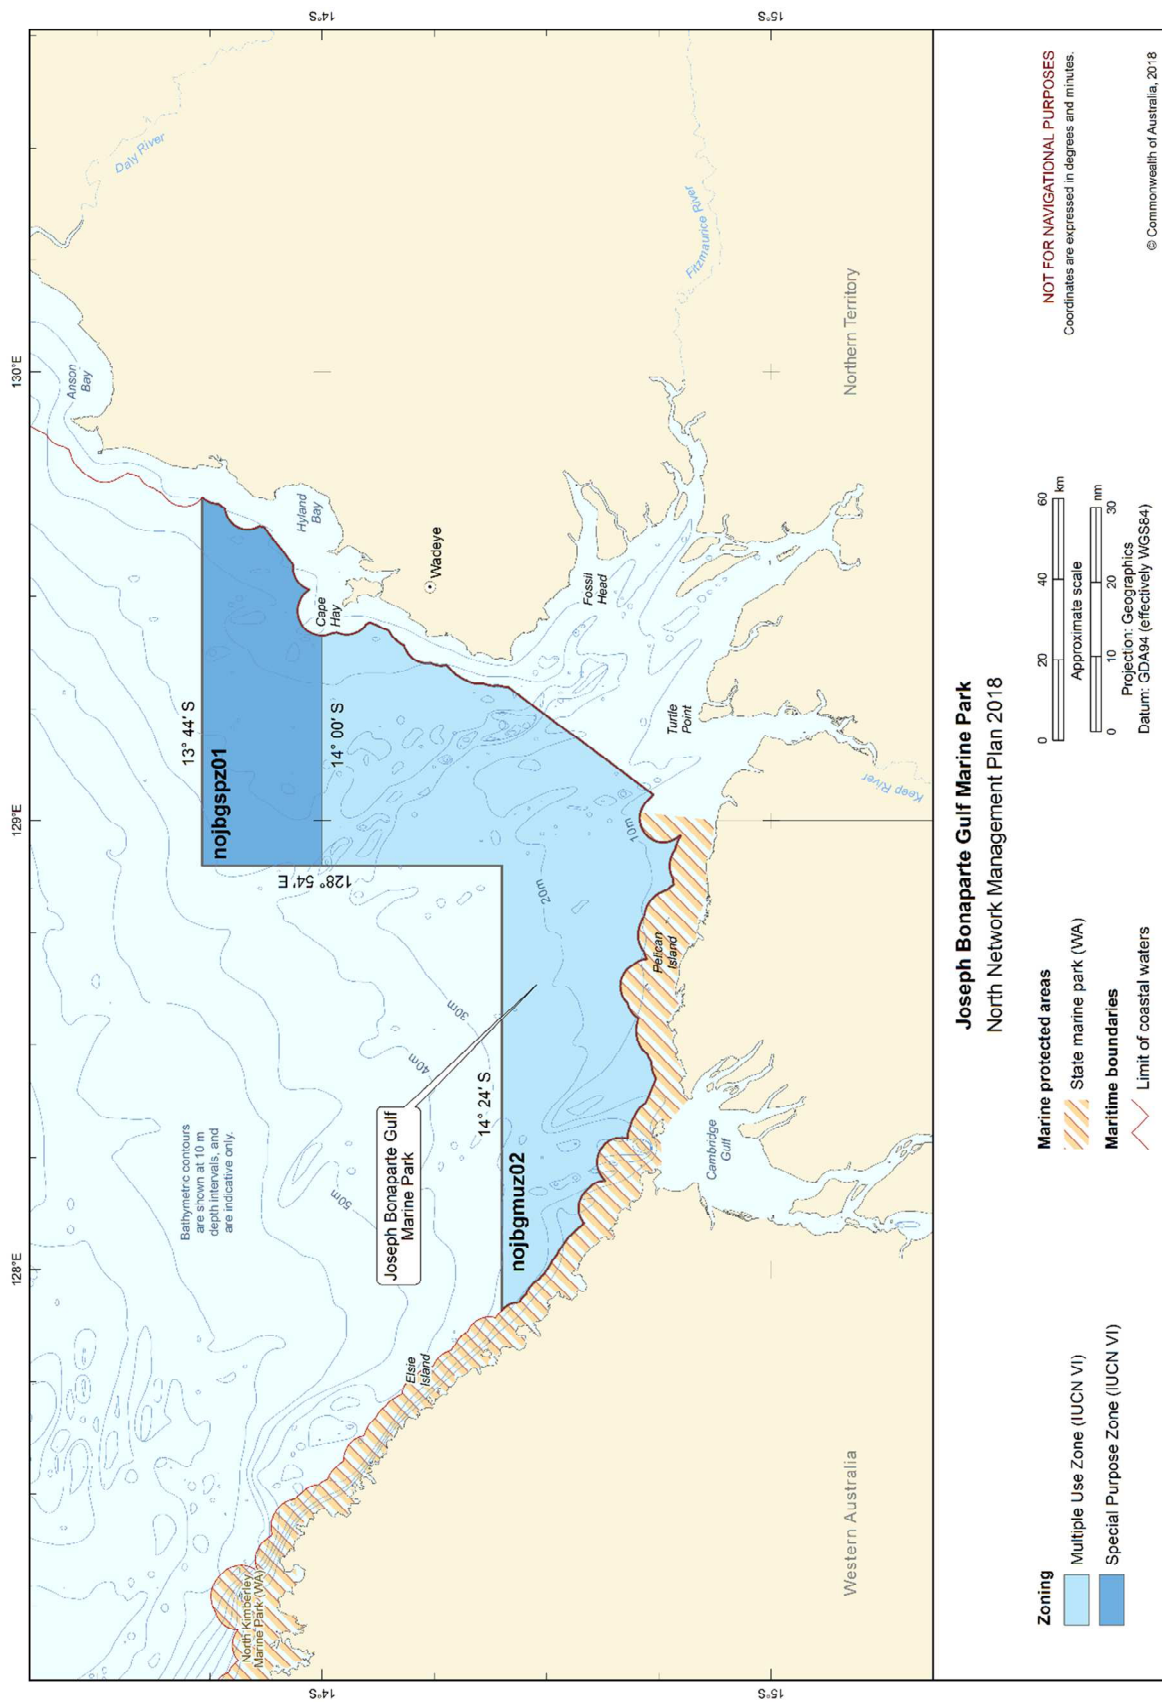 128°E
129°E
130°E
14°S
14°S
15°S
15°S
Bathymetric contours
are shown at 10 m
depth intervals, and
are indicative only.
Daly River
Anson
Bay
13° 44' S
nojbgspz01
Hyland
Bay
North Kimberley
Marine Park (WA)
50m
40m
30m
128° 54' E
14° 00' S
Cape
Hay
Joseph Bonaparte Gulf
Marine Park
Elsie
Island
Wadeye
14° 24' S
nojbgmuz02
20m
10m
Fossil
Head
Pelican
Island
Turtle
Point
Fitzmaurice River
Cambridge
Gulf
Western Australia
Northern Territory
Keep River
Joseph Bonaparte Gulf Marine Park
North Network Management Plan 2018
Zoning
Multiple Use Zone (IUCN VI)
Special Purpose Zone (IUCN VI)
Marine protected areas
State marine park (WA)
Maritime boundaries
Limit of coastal waters
0 20 40 60
km
Approximate scale
0 10 20 30
nm
Projection: Geographics
Datum: GDA94 (effectively WGS84)
NOT FOR NAVIGATIONAL PURPOSES
Coordinates are expressed in degrees and minutes.
© Commonwealth of Australia, 2018